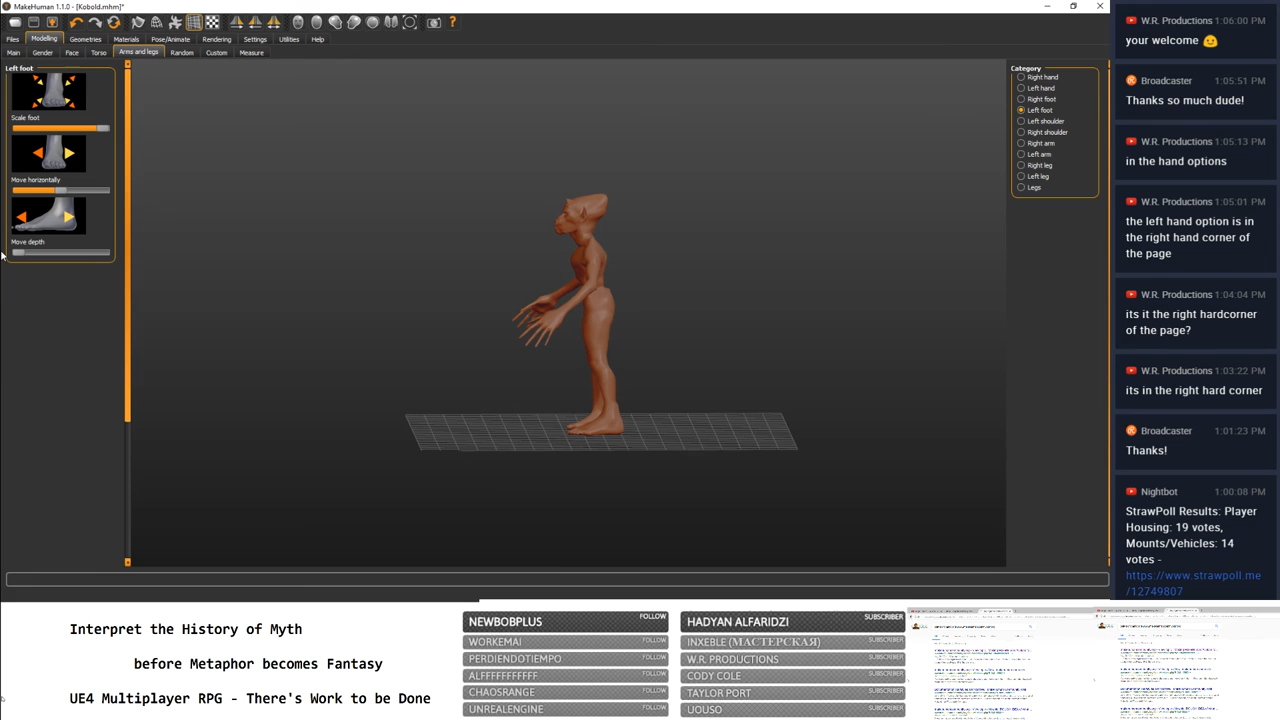 MakeHuman 1.1.0 - [Kobold.mhm]*
Files Modelling Geometries Materials Pose/Animate Rendering Settings Utilities Help
Main Gender Face Torso Arms and legs Random Custom Measure
Left foot
Scale foot
Move horizontally
Move depth
Category
Right hand
Left hand
Right foot
Left foot
Left shoulder
Right shoulder
Right arm
Left arm
Right leg
Left leg
Legs
W.R. Productions 1:06:00 PM
your welcome
Broadcaster 1:05:51 PM
Thanks so much dude!
W.R. Productions 1:05:13 PM
in the hand options
W.R. Productions 1:05:01 PM
the left hand option is in
the right hand corner of
the page
W.R. Productions 1:04:04 PM
its it the right hardcorner
of the page?
W.R. Productions 1:03:22 PM
its in the right hard corner
Broadcaster 1:01:23 PM
Thanks!
Nightbot 1:00:08 PM
StrawPoll Results: Player
Housing: 19 votes,
Mounts/Vehicles: 14
votes -
https://www.strawpoll.me
/12749807
Interpret the History of Hyn
before Metaphor Defines Fantasy
UE4 Multiplayer RPG - There's Work to be Done
NEWBOBPLUS FOLLOW
WORKEMAI FOLLOW
PERDIENDOTIEMPO FOLLOW
ALFFFFFFFFFF FOLLOW
CHAOSRANGE FOLLOW
UNREALENGINE FOLLOW
HADYAN ALFARIDZI SUBSCRIBER
INXEBLE (МАСТЕРСКАЯ) SUBSCRIBER
W.R. PRODUCTIONS SUBSCRIBER
CODY COLE SUBSCRIBER
TAYLOR PORT SUBSCRIBER
UOUSO SUBSCRIBER